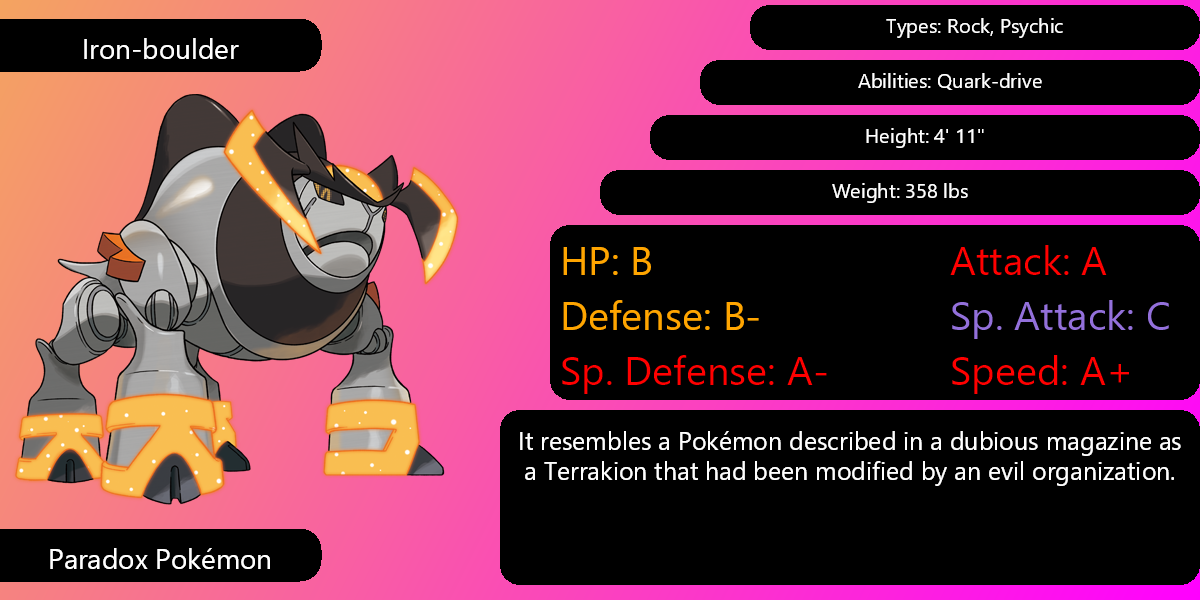 Iron-boulder
Types: Rock, Psychic
Abilities: Quark-drive
Height: 4' 11"
Weight: 358 lbs
HP: B
Attack: A
Defense: B-
Sp. Attack: C
Sp. Defense: A-
Speed: A+
It resembles a Pokémon described in a dubious magazine as
a Terrakion that had been modified by an evil organization.
Paradox Pokémon